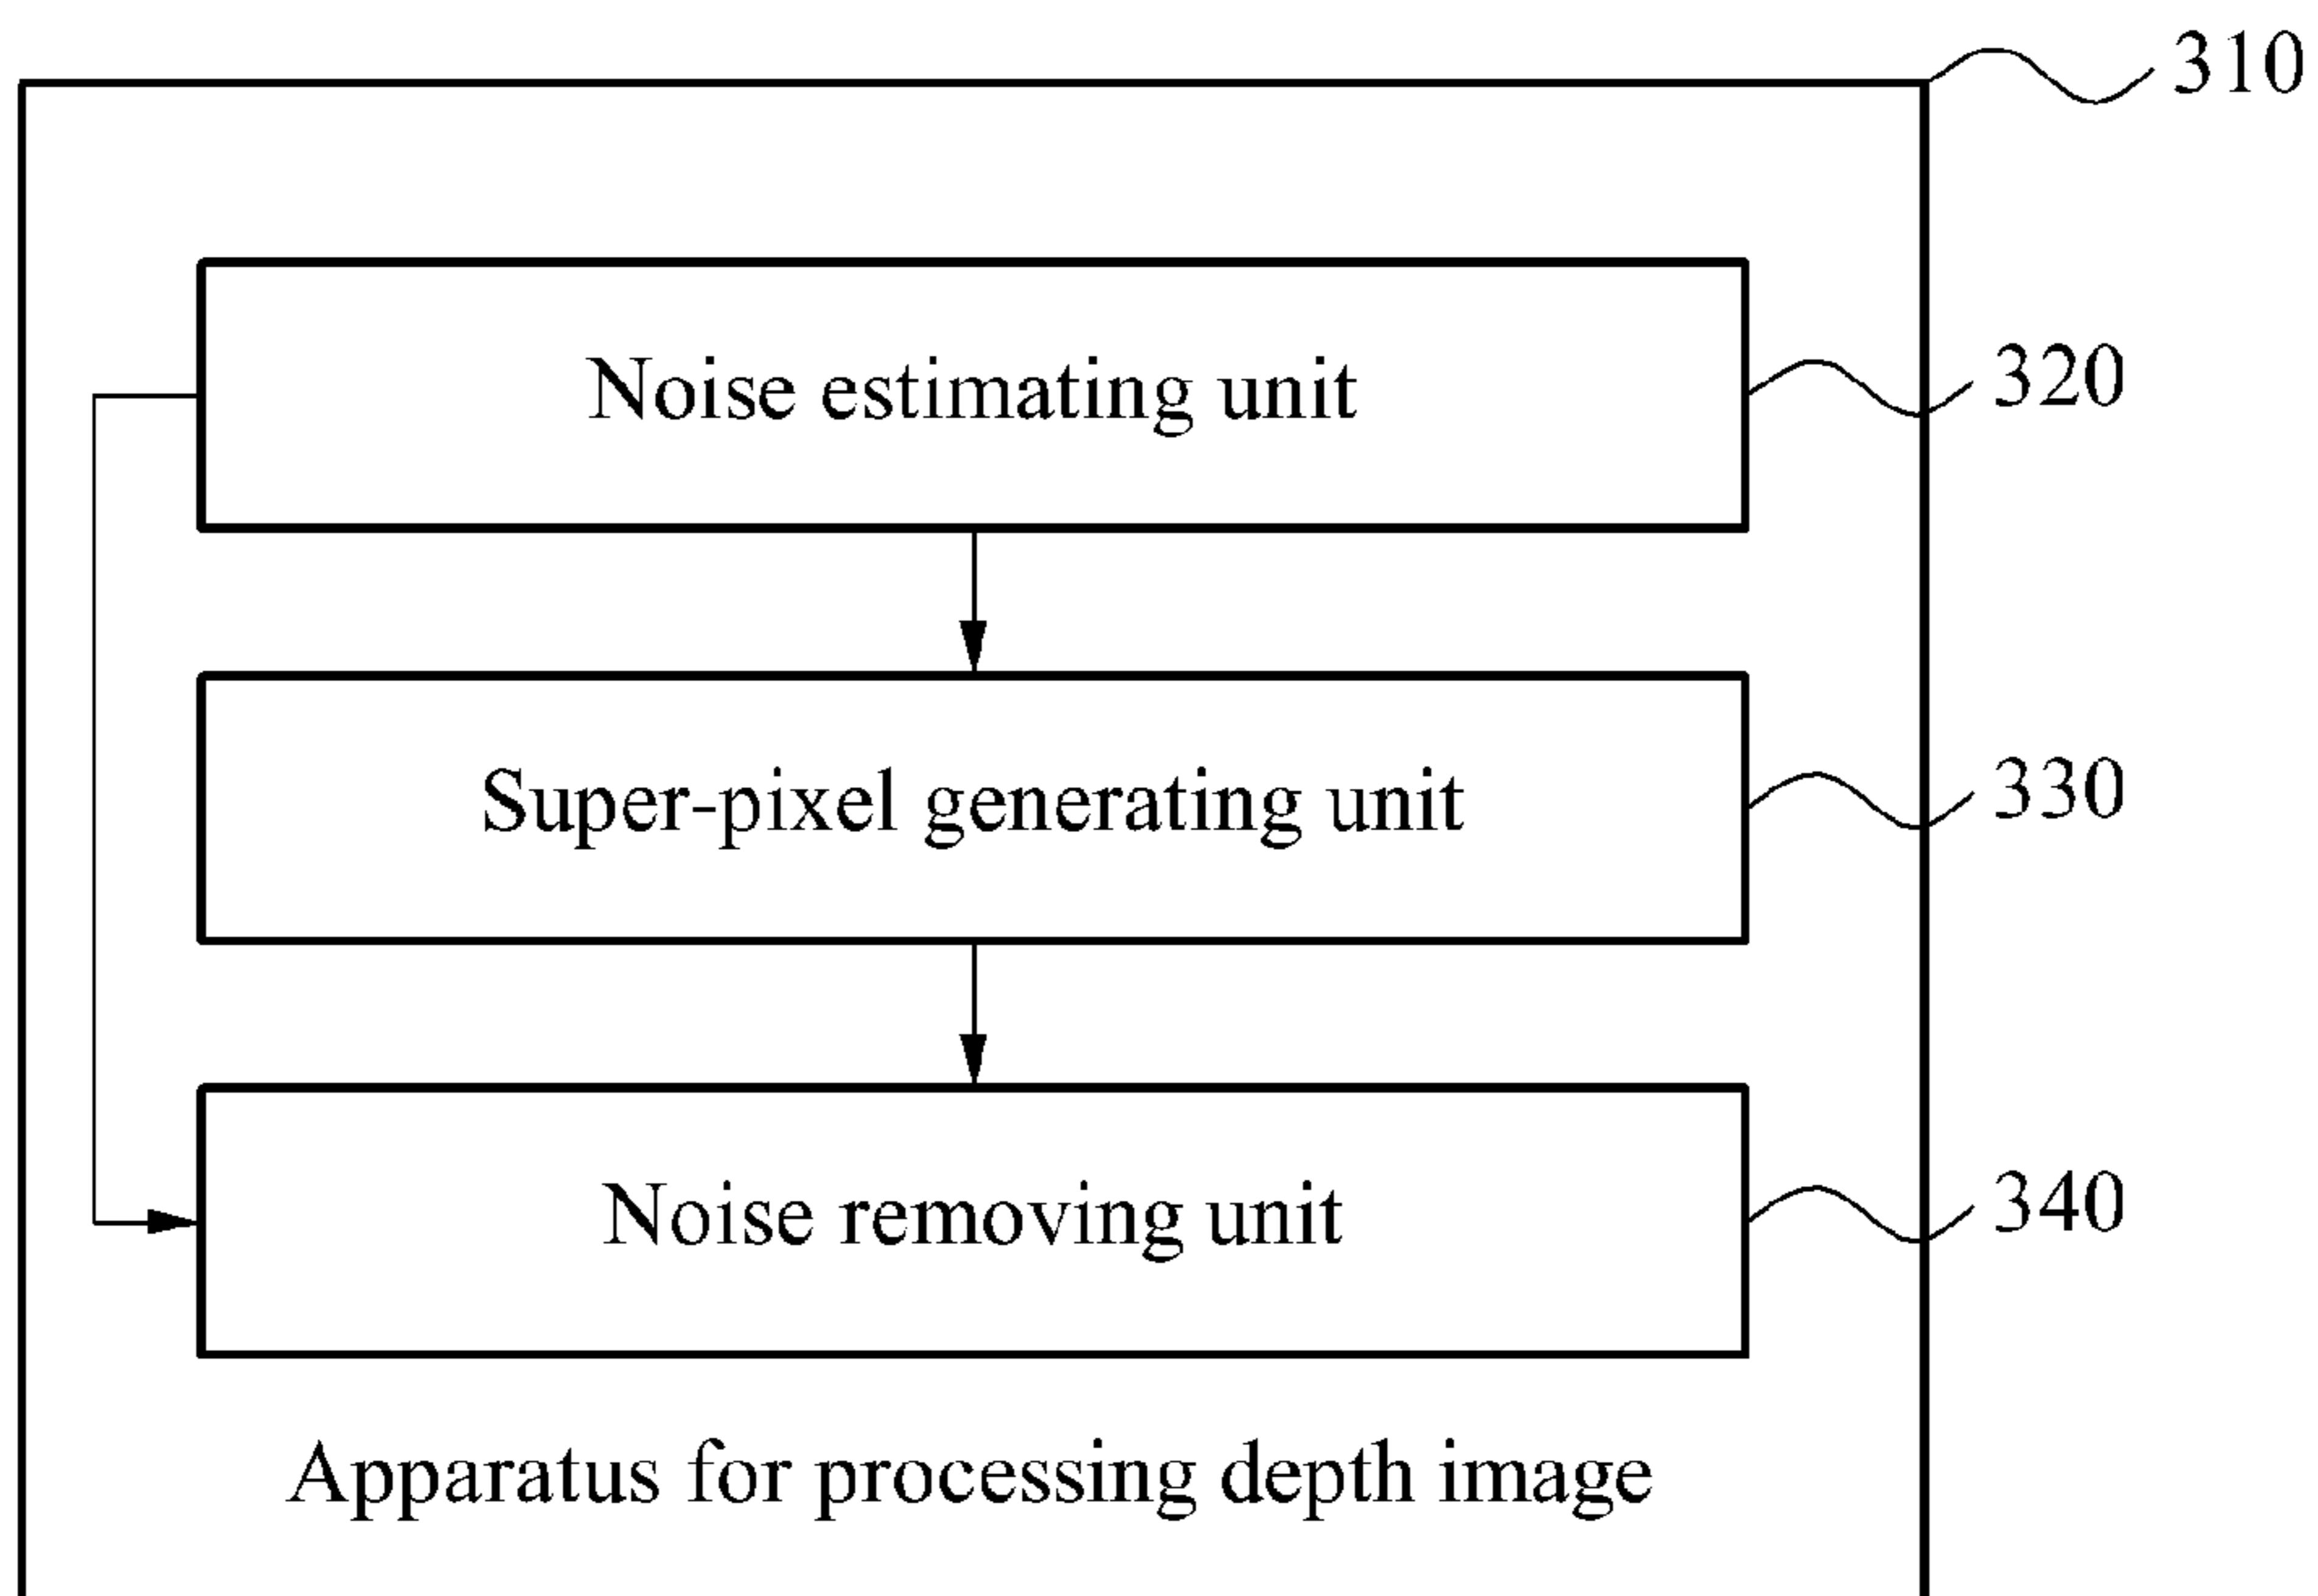 310
Noise estimating unit
320
Super-pixel generating unit
330
Noise removing unit
340
Apparatus for processing depth image